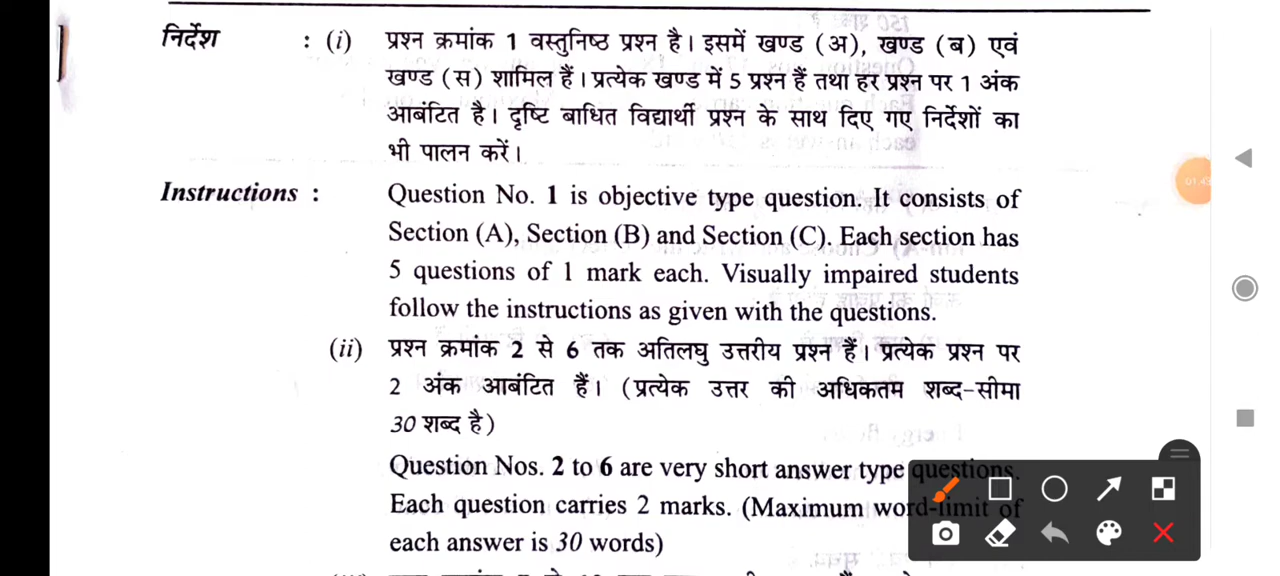 निर्देश : (i) प्रश्न क्रमांक 1 वस्तुनिष्ठ प्रश्न है। इसमें खण्ड (अ), खण्ड (ब) एवं
खण्ड (स) शामिल हैं। प्रत्येक खण्ड में 5 प्रश्न हैं तथा हर प्रश्न पर 1 अंक
आबंटित है। दृष्टि बाधित विद्यार्थी प्रश्न के साथ दिए गए निर्देशों का
भी पालन करें।
Instructions : Question No. 1 is objective type question. It consists of
Section (A), Section (B) and Section (C). Each section has
5 questions of 1 mark each. Visually impaired students
follow the instructions as given with the questions.
(ii) प्रश्न क्रमांक 2 से 6 तक अतिलघु उत्तरीय प्रश्न हैं। प्रत्येक प्रश्न पर
2 अंक आबंटित हैं। (प्रत्येक उत्तर की अधिकतम शब्द-सीमा
30 शब्द है)
Question Nos. 2 to 6 are very short answer type questions.
Each question carries 2 marks. (Maximum word-limit of
each answer is 30 words)